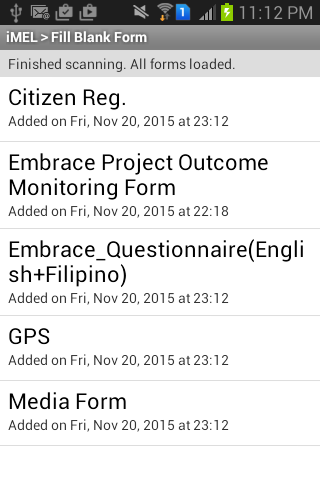 1 11:12 PM
iMEL > Fill Blank Form
Finished scanning. All forms loaded.
Citizen Reg.
Added on Fri, Nov 20, 2015 at 23:12
Embrace Project Outcome
Monitoring Form
Added on Fri, Nov 20, 2015 at 22:18
Embrace_Questionnaire(Engli
sh+Filipino)
Added on Fri, Nov 20, 2015 at 23:12
GPS
Added on Fri, Nov 20, 2015 at 23:12
Media Form
Added on Fri, Nov 20, 2015 at 23:12